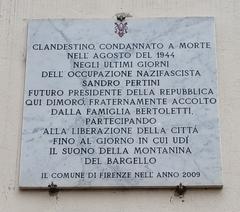 CLANDESTINO, CONDANNATO A MORTE
NELL'AGOSTO DEL 1944
NEGLI ULTIMI GIORNI
DELL'OCCUPAZIONE NAZIFASCISTA
SANDRO PERTINI
FUTURO PRESIDENTE DELLA REPUBBLICA
QUI DIMORÒ, FRATERNAMENTE ACCOLTO
DALLA FAMIGLIA BERTOLETTI,
PARTECIPANDO
ALLA LIBERAZIONE DELLA CITTÀ
FINO AL GIORNO IN CUI UDÍ
IL SUONO DELLA MONTANINA
DEL BARGELLO
IL COMUNE DI FIRENZE NELL'ANNO 2009